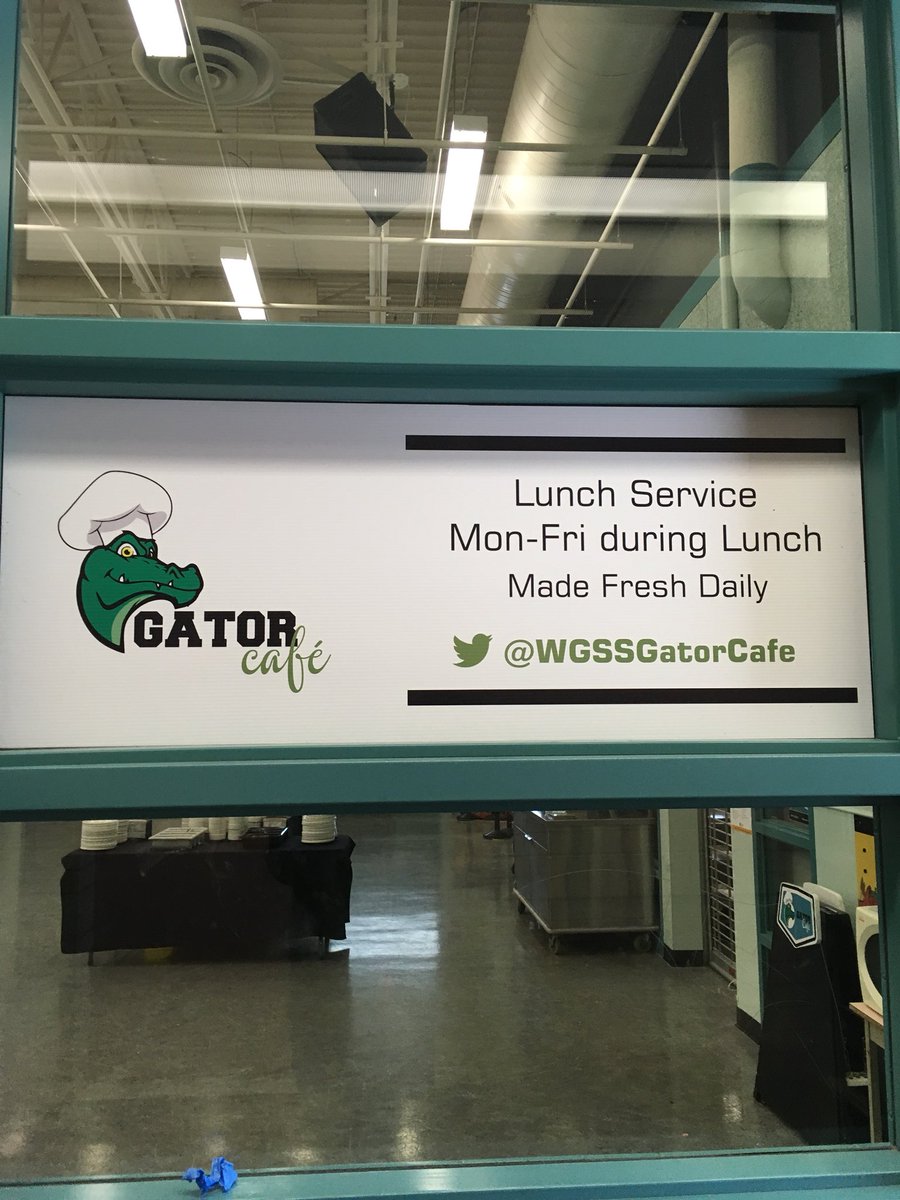 GATOR
café
Lunch Service
Mon-Fri during Lunch
Made Fresh Daily
@WGSSGatorCafe